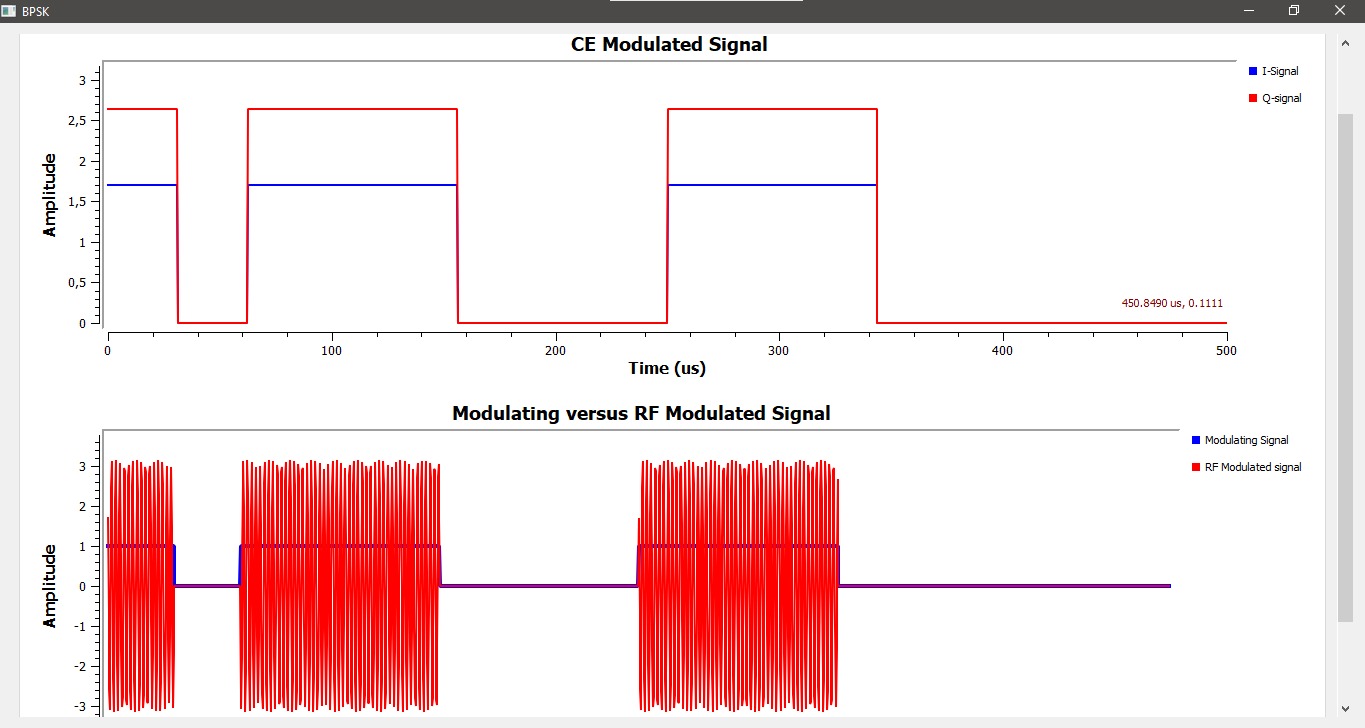 BPSK
CE Modulated Signal
I-Signal
Q-signal
Amplitude
3
2,5
2
1,5
1
0,5
0
450.8490 us, 0.1111
0 100 200 300 400 500
Time (us)
Modulating versus RF Modulated Signal
Modulating Signal
RF Modulated signal
Amplitude
3
2
1
0
-1
-2
-3